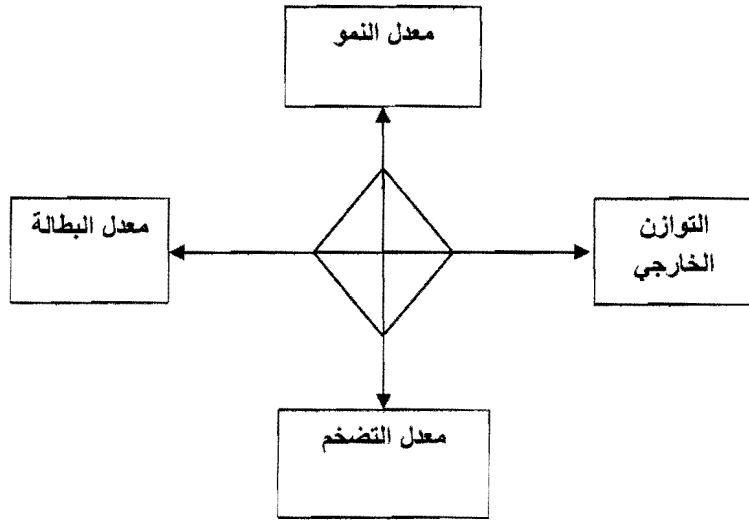 معدل النمو
التوازن
الخارجي
معدل البطالة
معدل التضخم